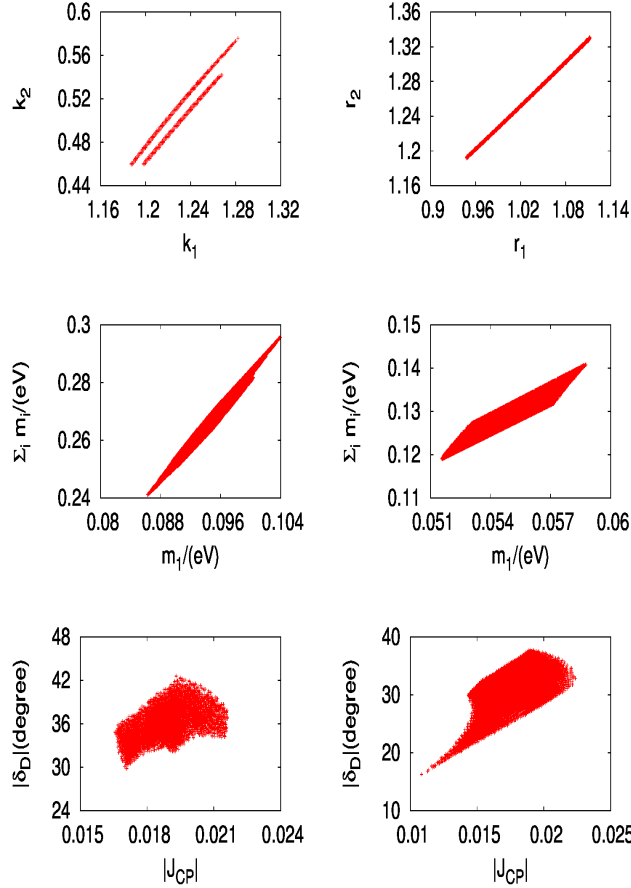 0.6
0.56
0.52
0.48
0.44
k₂
1.16 1.2 1.24 1.28 1.32
k₁
1.36
1.32
1.28
1.24
1.2
1.16
r₂
0.9 0.96 1.02 1.08 1.14
r₁
0.3
0.28
0.26
0.24
Σᵢ mᵢ/(eV)
0.08 0.088 0.096 0.104
m₁/(eV)
0.15
0.14
0.13
0.12
0.11
Σᵢ mᵢ/(eV)
0.051 0.054 0.057 0.06
m₁/(eV)
48
42
36
30
24
|δ_D|(degree)
0.015 0.018 0.021 0.024
|J_CP|
40
30
20
10
|δ_D|(degree)
0.01 0.015 0.02 0.025
|J_CP|